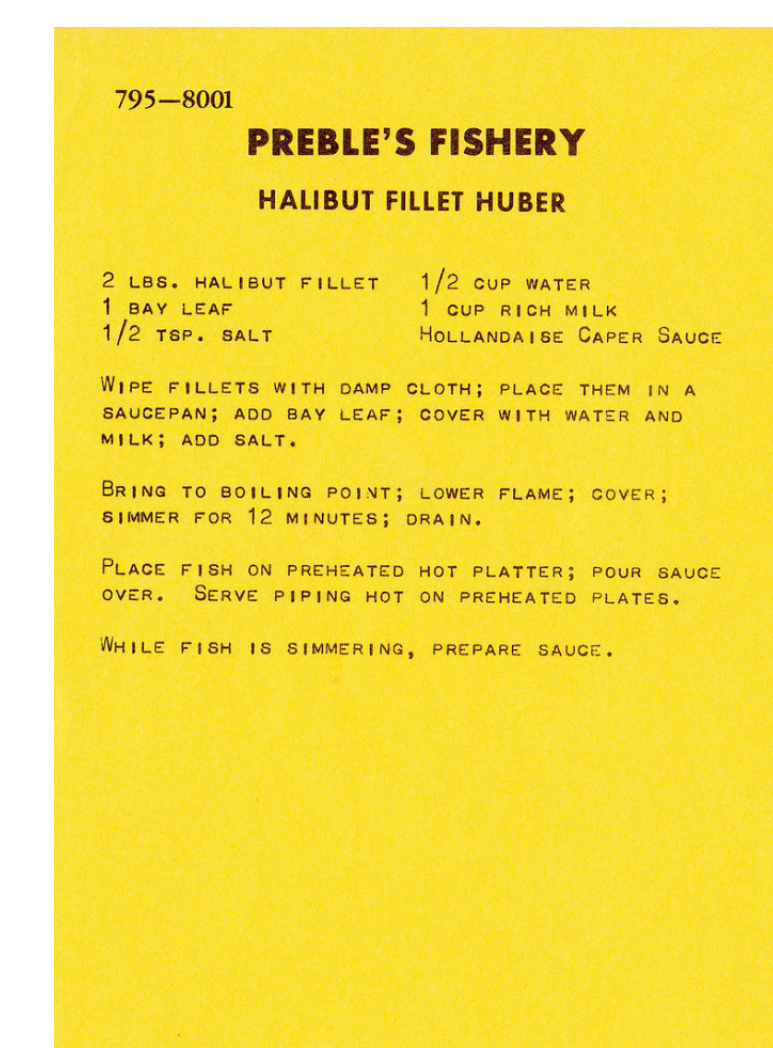 795—8001
PREBLE'S FISHERY
HALIBUT FILLET HUBER
2 LBS. HALIBUT FILLET 1/2 CUP WATER
1 BAY LEAF 1 CUP RICH MILK
1/2 TSP. SALT HOLLANDAISE CAPER SAUCE
WIPE FILLETS WITH DAMP CLOTH; PLACE THEM IN A
SAUCEPAN; ADD BAY LEAF; COVER WITH WATER AND
MILK; ADD SALT.
BRING TO BOILING POINT; LOWER FLAME; COVER;
SIMMER FOR 12 MINUTES; DRAIN.
PLACE FISH ON PREHEATED HOT PLATTER; POUR SAUCE
OVER. SERVE PIPING HOT ON PREHEATED PLATES.
WHILE FISH IS SIMMERING, PREPARE SAUCE.